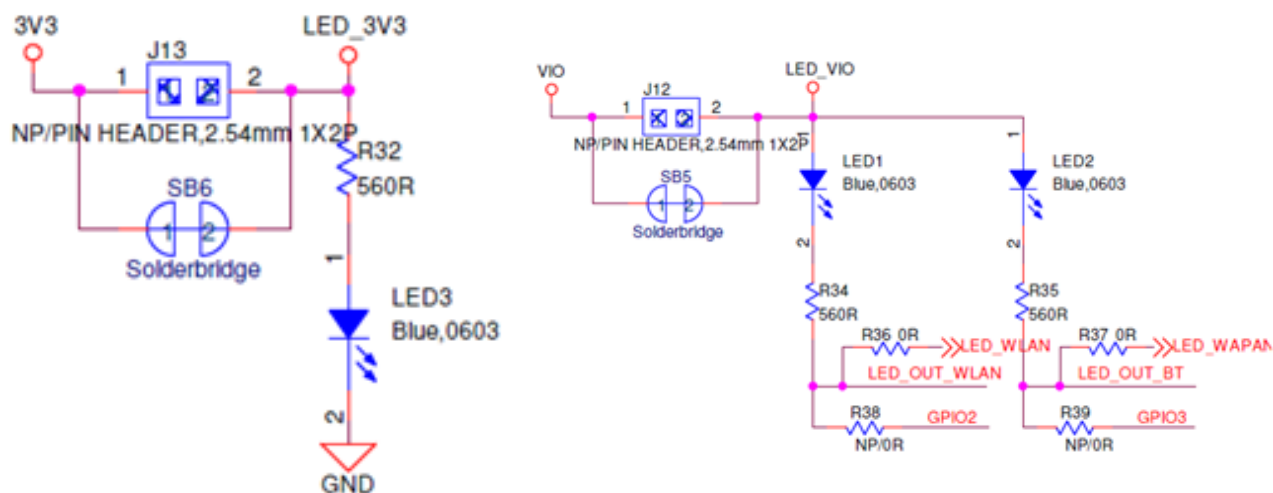 3V3
LED_3V3
J13
1
2
NP/PIN HEADER,2.54mm 1X2P
R32
560R
SB6
1
2
Solderbridge
1
LED3
Blue,0603
2
GND
VIO
LED_VIO
J12
1
2
NP/PIN HEADER,2.54mm 1X2P
SB5
1
2
Solderbridge
1
LED1
Blue,0603
2
1
LED2
Blue,0603
2
R34
560R
R35
560R
R36 0R
LED_WLAN
R37 0R
LED_WAPAN
LED_OUT_WLAN
LED_OUT_BT
R38
GPIO2
NP/0R
R39
GPIO3
NP/0R